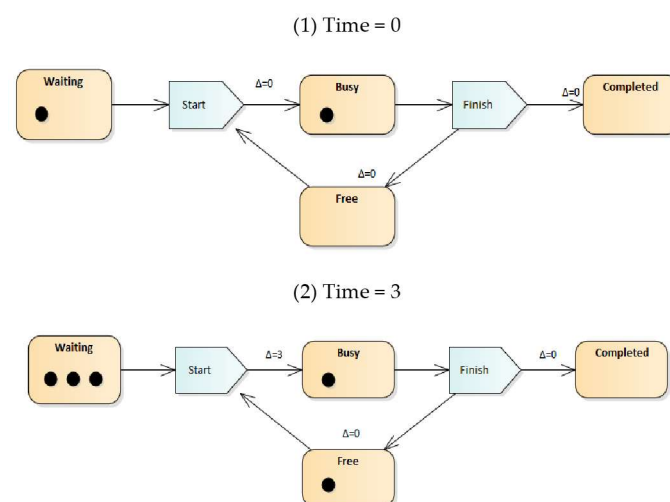 (1) Time = 0
Waiting
Start
Δ=0
Busy
Finish
Δ=0
Completed
Δ=0
Free
(2) Time = 3
Waiting
Start
Δ=3
Busy
Finish
Δ=0
Completed
Δ=0
Free